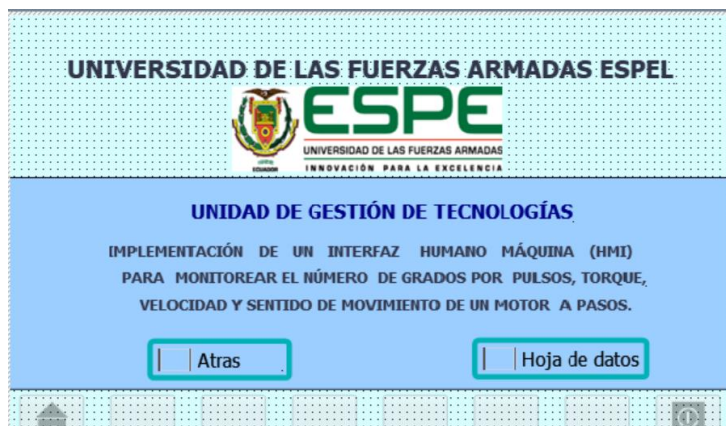 UNIVERSIDAD DE LAS FUERZAS ARMADAS ESPEL
ESPE
UNIVERSIDAD DE LAS FUERZAS ARMADAS
INNOVACIÓN PARA LA EXCELENCIA
ECUADOR
UNIDAD DE GESTIÓN DE TECNOLOGÍAS
IMPLEMENTACIÓN DE UN INTERFAZ HUMANO MÁQUINA (HMI)
PARA MONITOREAR EL NÚMERO DE GRADOS POR PULSOS, TORQUE,
VELOCIDAD Y SENTIDO DE MOVIMIENTO DE UN MOTOR A PASOS.
Atras
Hoja de datos